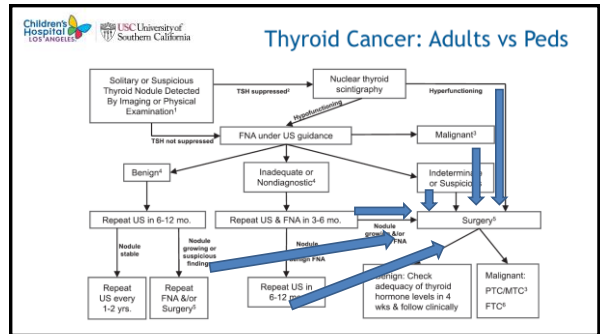 Children's
Hospital
LOS ANGELES
USC University of
Southern California
Thyroid Cancer: Adults vs Peds
Solitary or Suspicious
Thyroid Nodule Detected
By Imaging or Physical
Examination1
TSH suppressed2
Nuclear thyroid
scintigraphy
Hyperfunctioning
Hypofunctioning
TSH not suppressed
FNA under US guidance
Malignant3
Benign4
Inadequate or
Nondiagnostic4
Indeterminate
or Suspicious
Repeat US in 6-12 mo.
Repeat US & FNA in 3-6 mo.
Surgery5
Nodule
stable
Nodule
growing or
suspicious
findings
Nodule
benign FNA
Nodule
growing &/or
FNA
Repeat
US every
1-2 yrs.
Repeat
FNA &/or
Surgery5
Repeat US in
6-12 m
Benign: Check
adequacy of thyroid
hormone levels in 4
wks & follow clinically
Malignant:
PTC/MTC3
FTC6